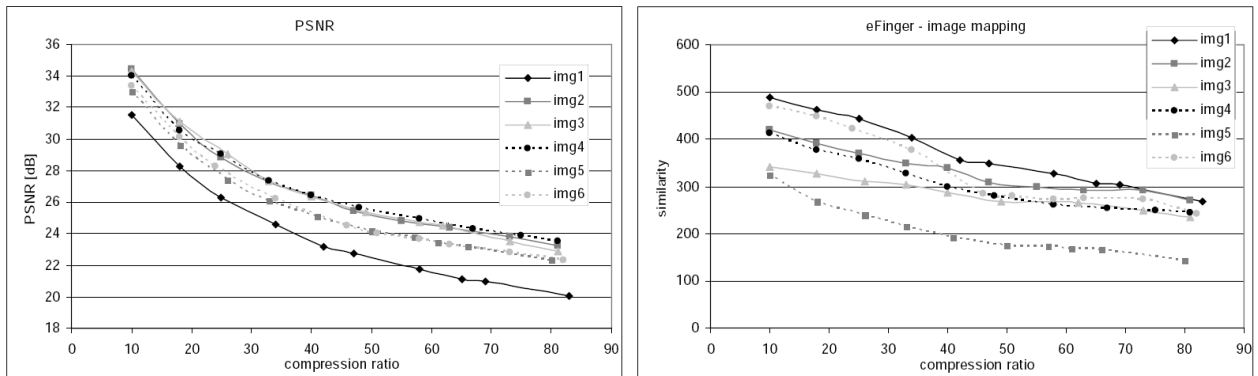 PSNR
36
34
32
30
28
26
24
22
20
18
PSNR [dB]
0 10 20 30 40 50 60 70 80 90
compression ratio
img1
img2
img3
img4
img5
img6
eFinger - image mapping
600
500
400
300
200
100
0
similarity
0 10 20 30 40 50 60 70 80 90
compression ratio
img1
img2
img3
img4
img5
img6